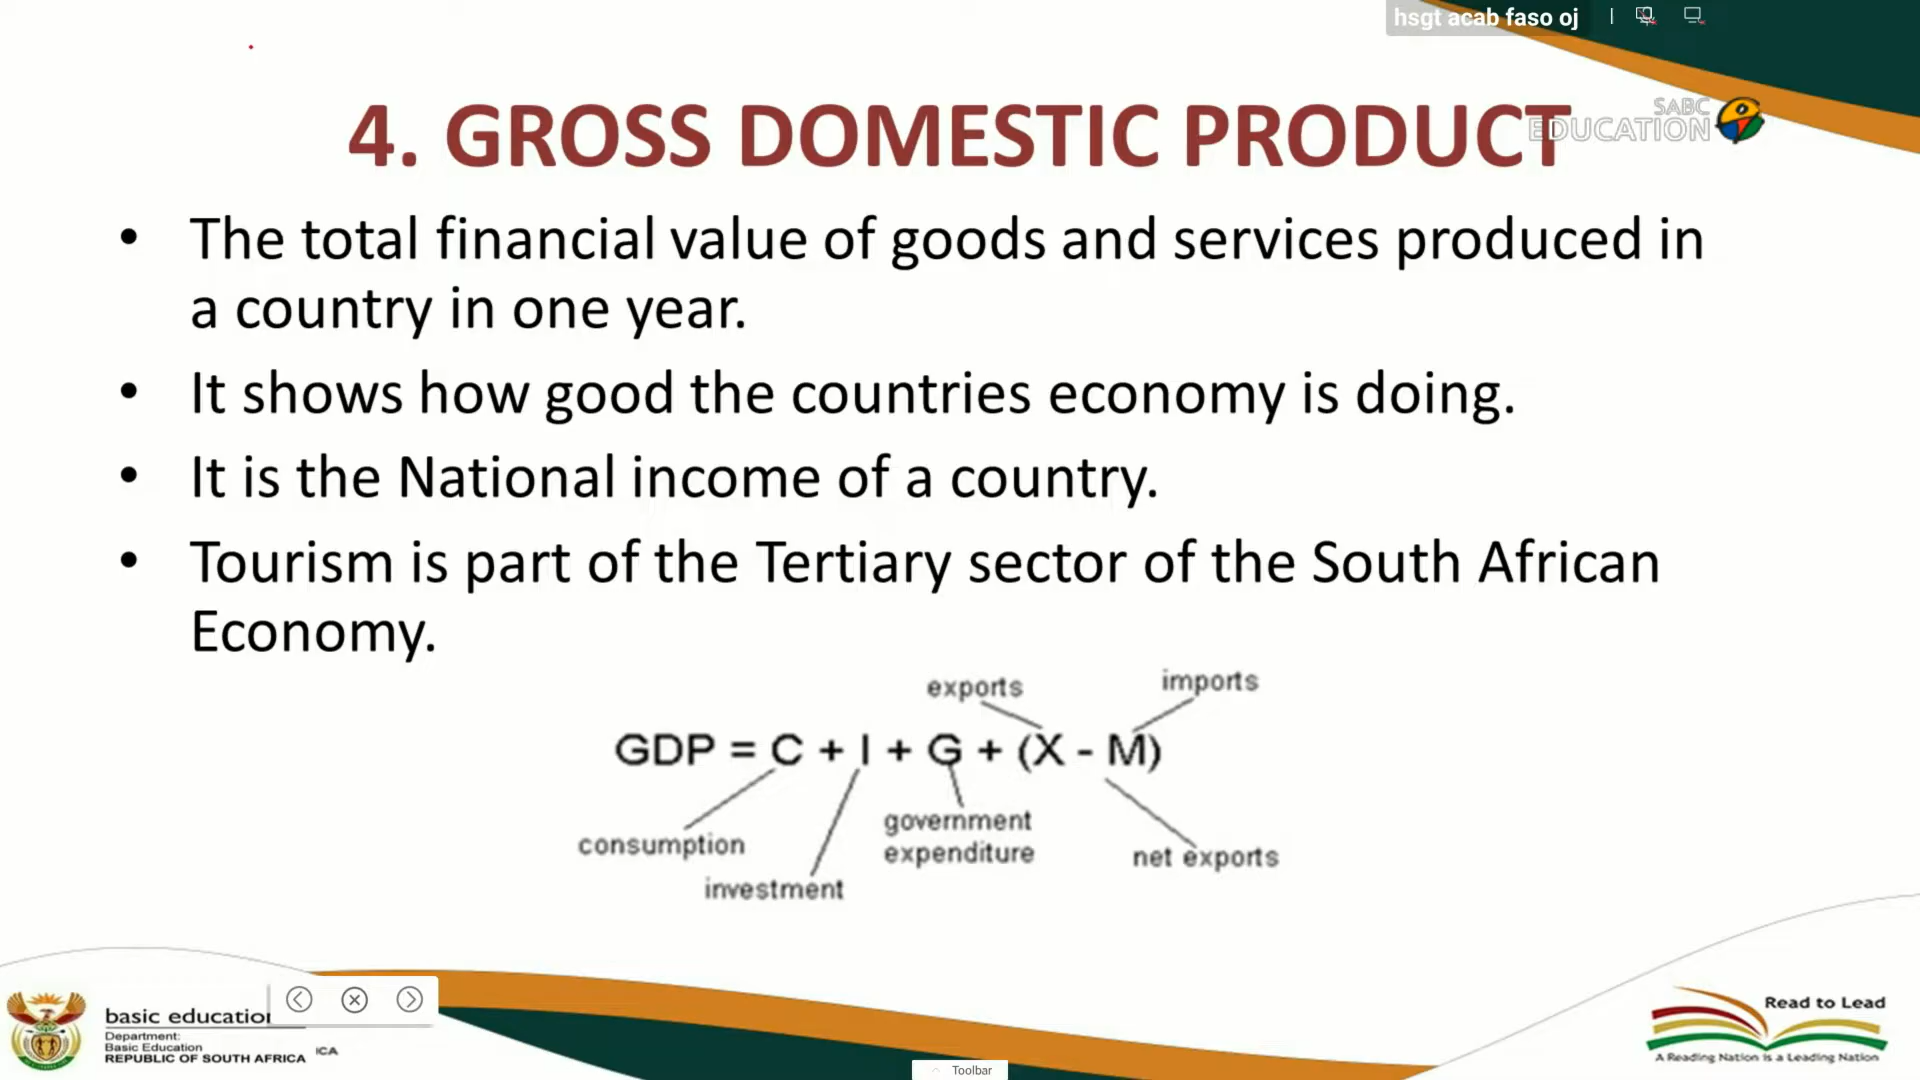 hsgt acab faso oj
SABC
EDUCATION
4. GROSS DOMESTIC PRODUCT
• The total financial value of goods and services produced in
a country in one year.
• It shows how good the countries economy is doing.
• It is the National income of a country.
• Tourism is part of the Tertiary sector of the South African
Economy.
exports
imports
GDP = C + I + G + (X - M)
consumption
investment
government
expenditure
net exports
basic education
Department:
Basic Education
REPUBLIC OF SOUTH AFRICA
ICA
Read to Lead
A Reading Nation is a Leading Nation
Toolbar